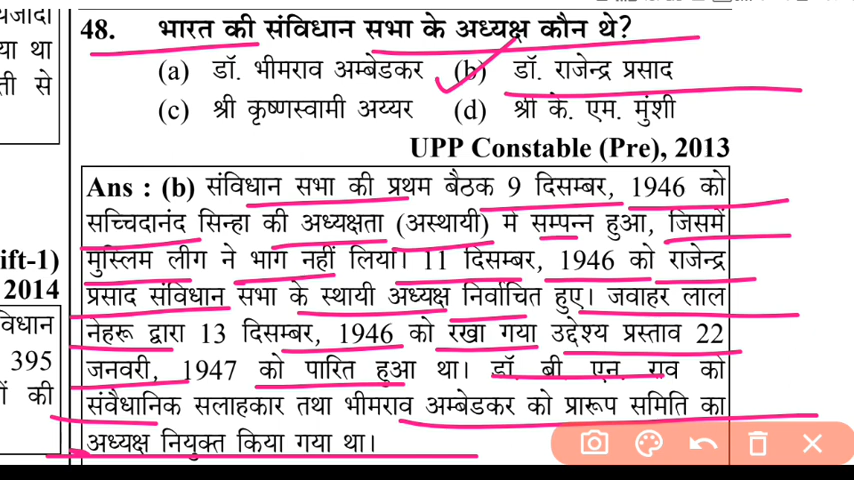 यजादी
या था
ती से
ift-1)
2014
विधान
395
की
48. भारत की संविधान सभा के अध्यक्ष कौन थे?
(a) डॉ. भीमराव अम्बेडकर (b) डॉ. राजेन्द्र प्रसाद
(c) श्री कृष्णस्वामी अय्यर (d) श्री के. एम. मुंशी
UPP Constable (Pre), 2013
Ans : (b) संविधान सभा की प्रथम बैठक 9 दिसम्बर, 1946 को
सच्चिदानंद सिन्हा की अध्यक्षता (अस्थायी) में सम्पन्न हुआ, जिसमें
मुस्लिम लीग ने भाग नहीं लिया। 11 दिसम्बर, 1946 को राजेन्द्र
प्रसाद संविधान सभा के स्थायी अध्यक्ष निर्वाचित हुए। जवाहर लाल
नेहरू द्वारा 13 दिसम्बर, 1946 को रखा गया उद्देश्य प्रस्ताव 22
जनवरी, 1947 को पारित हुआ था। डॉ. बी. एन. राव को
संवैधानिक सलाहकार तथा भीमराव अम्बेडकर को प्रारूप समिति का
अध्यक्ष नियुक्त किया गया था।